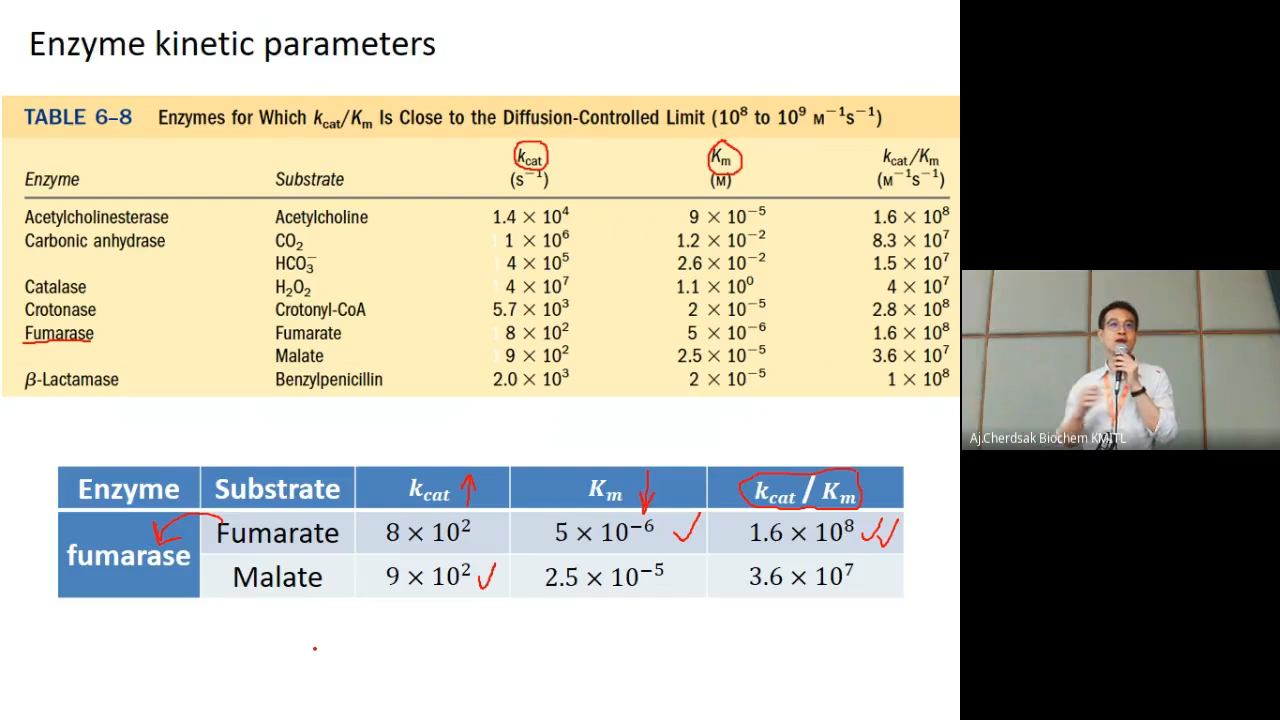 Enzyme kinetic parameters
TABLE 6–8 Enzymes for Which kcat/Km Is Close to the Diffusion-Controlled Limit (10⁸ to 10⁹ M⁻¹s⁻¹)
Enzyme Substrate kcat (s⁻¹) Km (M) kcat/Km (M⁻¹s⁻¹)
Acetylcholinesterase Acetylcholine 1.4 × 10⁴ 9 × 10⁻⁵ 1.6 × 10⁸
Carbonic anhydrase CO₂ 1 × 10⁶ 1.2 × 10⁻² 8.3 × 10⁷
HCO₃⁻ 4 × 10⁵ 2.6 × 10⁻² 1.5 × 10⁷
Catalase H₂O₂ 4 × 10⁷ 1.1 × 10⁰ 4 × 10⁷
Crotonase Crotonyl-CoA 5.7 × 10³ 2 × 10⁻⁵ 2.8 × 10⁸
Fumarase Fumarate 8 × 10² 5 × 10⁻⁶ 1.6 × 10⁸
Malate 9 × 10² 2.5 × 10⁻⁵ 3.6 × 10⁷
β-Lactamase Benzylpenicillin 2.0 × 10³ 2 × 10⁻⁵ 1 × 10⁸
Aj.Cherdsak Biochem KMITL
Enzyme Substrate kcat Km kcat / Km
fumarase Fumarate 8 × 10² 5 × 10⁻⁶ 1.6 × 10⁸
Malate 9 × 10² 2.5 × 10⁻⁵ 3.6 × 10⁷